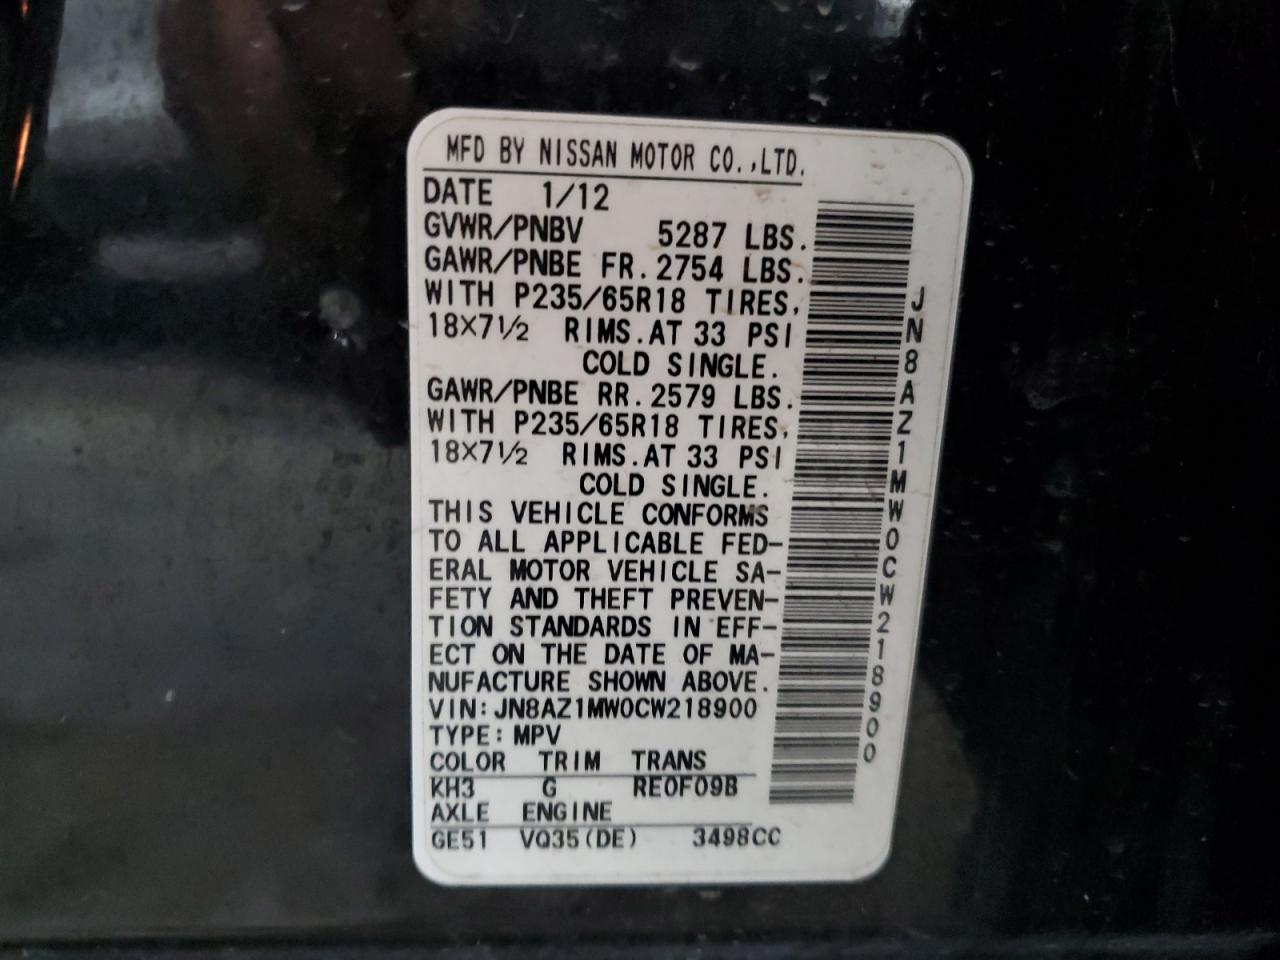 MFD BY NISSAN MOTOR CO.,LTD.
DATE 1/12
GVWR/PNBV 5287 LBS.
GAWR/PNBE FR. 2754 LBS.
WITH P235/65R18 TIRES,
18×7½ RIMS. AT 33 PSI
COLD SINGLE.
GAWR/PNBE RR. 2579 LBS.
WITH P235/65R18 TIRES,
18×7½ RIMS. AT 33 PSI
COLD SINGLE.
THIS VEHICLE CONFORMS
TO ALL APPLICABLE FED-
ERAL MOTOR VEHICLE SA-
FETY AND THEFT PREVEN-
TION STANDARDS IN EFF-
ECT ON THE DATE OF MA-
NUFACTURE SHOWN ABOVE.
VIN: JN8AZ1MW0CW218900
TYPE: MPV
COLOR TRIM TRANS
KH3 G RE0F09B
AXLE ENGINE
GE51 VQ35(DE) 3498CC
JN8AZ1MW0CW218900